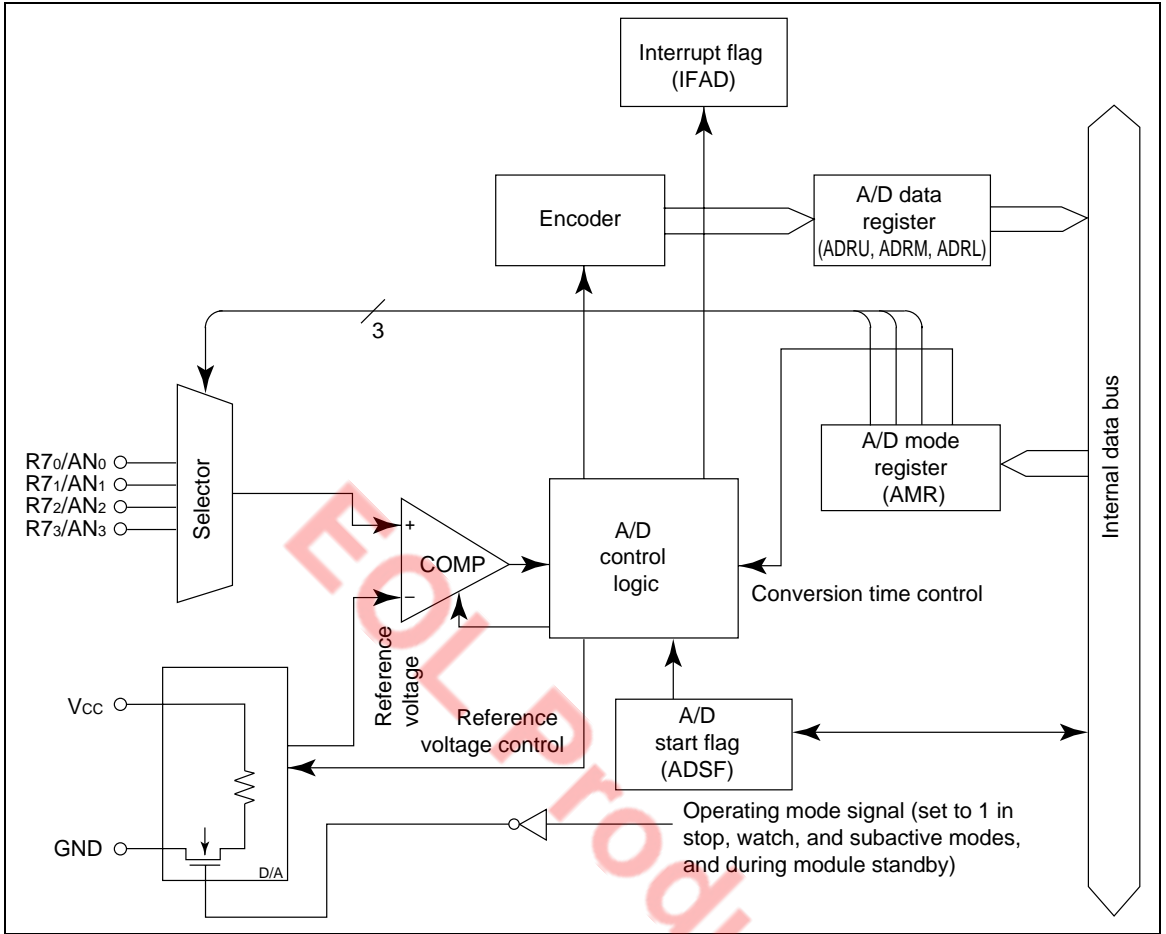 Interrupt flag
(IFAD)
Encoder
A/D data
register
(ADRU, ADRM, ADRL)
3
Internal data bus
A/D mode
register
(AMR)
R70/AN0
R71/AN1
R72/AN2
R73/AN3
Selector
+
COMP
−
A/D
control
logic
Conversion time control
Reference
voltage
Reference
voltage control
VCC
A/D
start flag
(ADSF)
GND
D/A
Operating mode signal (set to 1 in
stop, watch, and subactive modes,
and during module standby)
EOL Produ